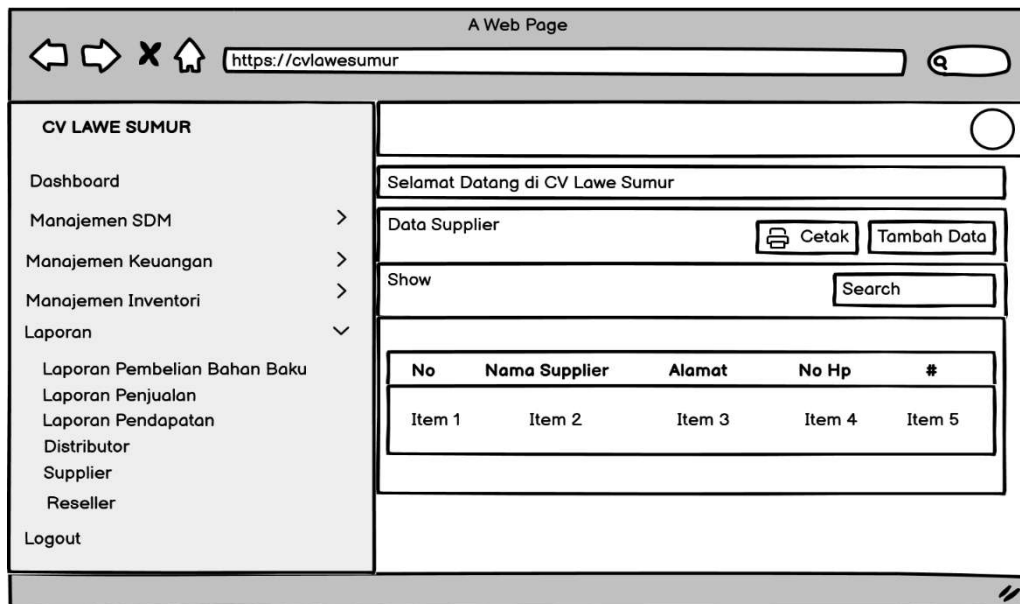 A Web Page
https://cvlawesumur
CV LAWE SUMUR
Dashboard
Manajemen SDM
Manajemen Keuangan
Manajemen Inventori
Laporan
Laporan Pembelian Bahan Baku
Laporan Penjualan
Laporan Pendapatan
Distributor
Supplier
Reseller
Logout
Selamat Datang di CV Lawe Sumur
Data Supplier Cetak Tambah Data
Show Search
No Nama Supplier Alamat No Hp #
Item 1 Item 2 Item 3 Item 4 Item 5